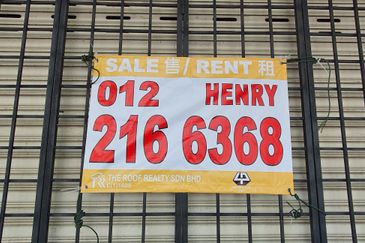 SALE 售/ RENT 租
012 HENRY
216 6368
THE ROOF REALTY SDN BHD